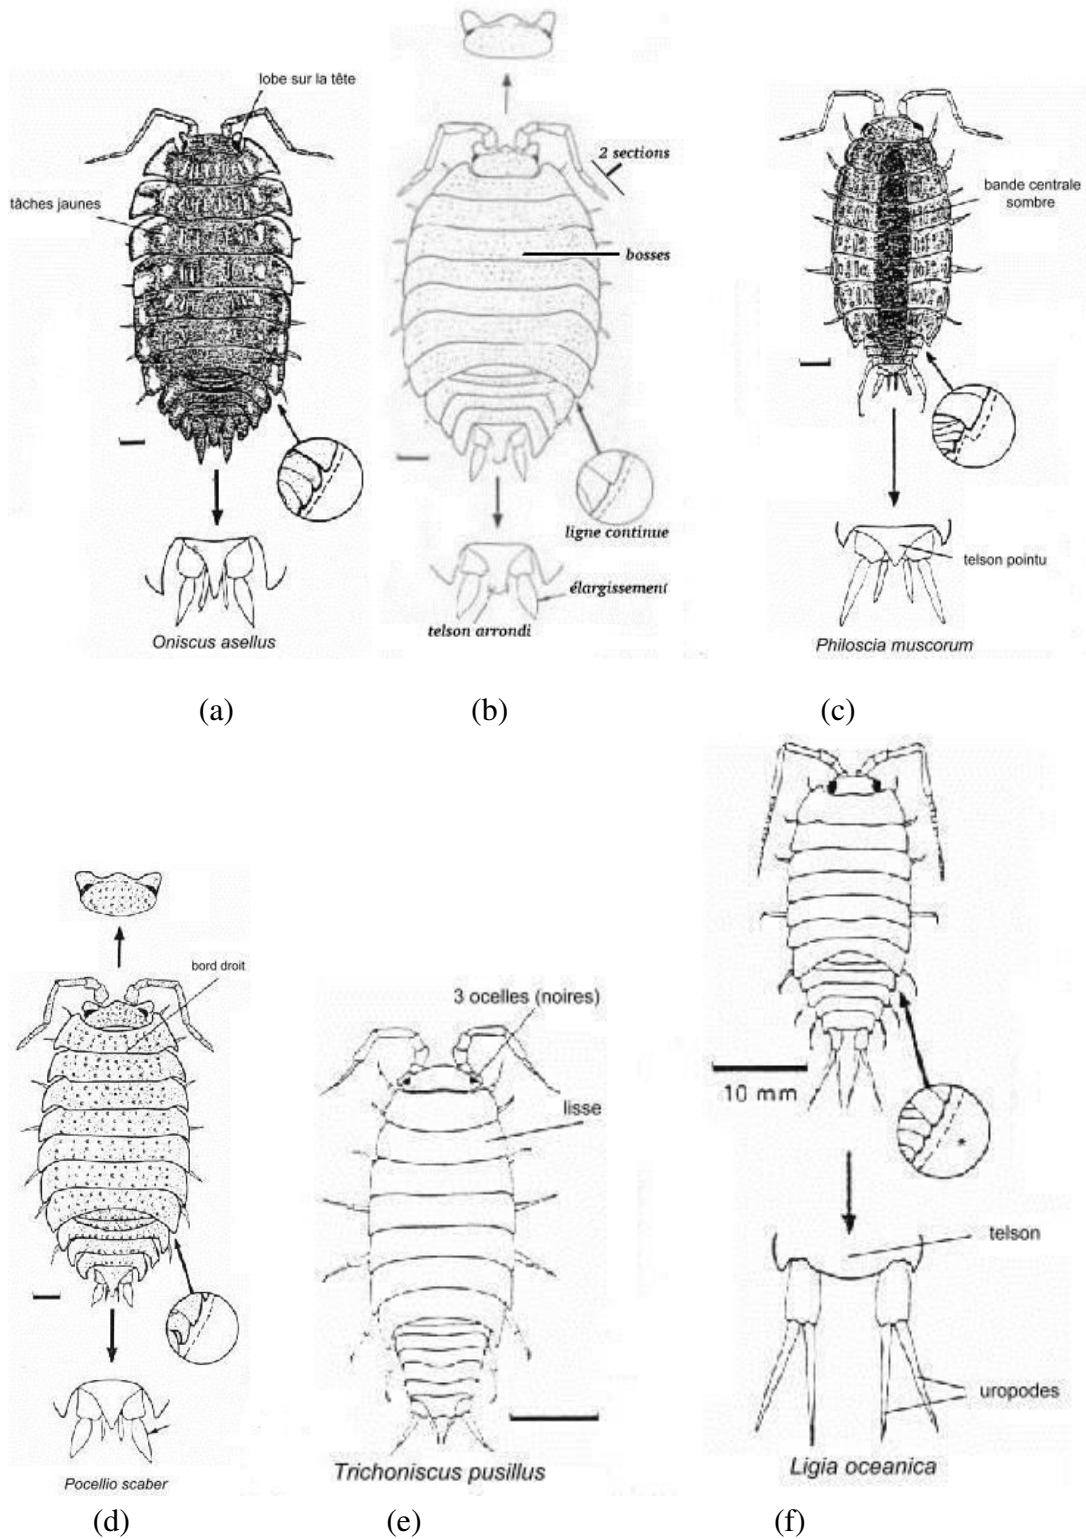 lobe sur la tête
tâches jaunes
Oniscus asellus
(a)
2 sections
bosses
ligne continue
élargissement
telson arrondi
(b)
bande centrale
sombre
telson pointu
Philoscia muscorum
(c)
bord droit
Pocellio scaber
(d)
3 ocelles (noires)
lisse
Trichoniscus pusillus
(e)
10 mm
*
telson
uropodes
Ligia oceanica
(f)